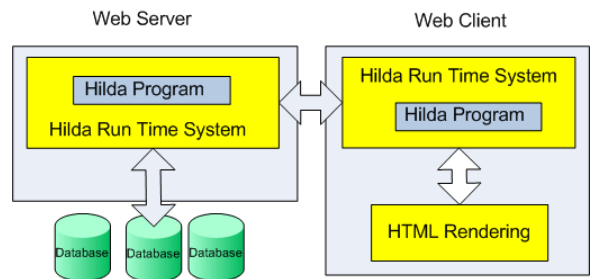 Web Server
Hilda Program
Hilda Run Time System
Database
Database
Database
Web Client
Hilda Run Time System
Hilda Program
HTML Rendering